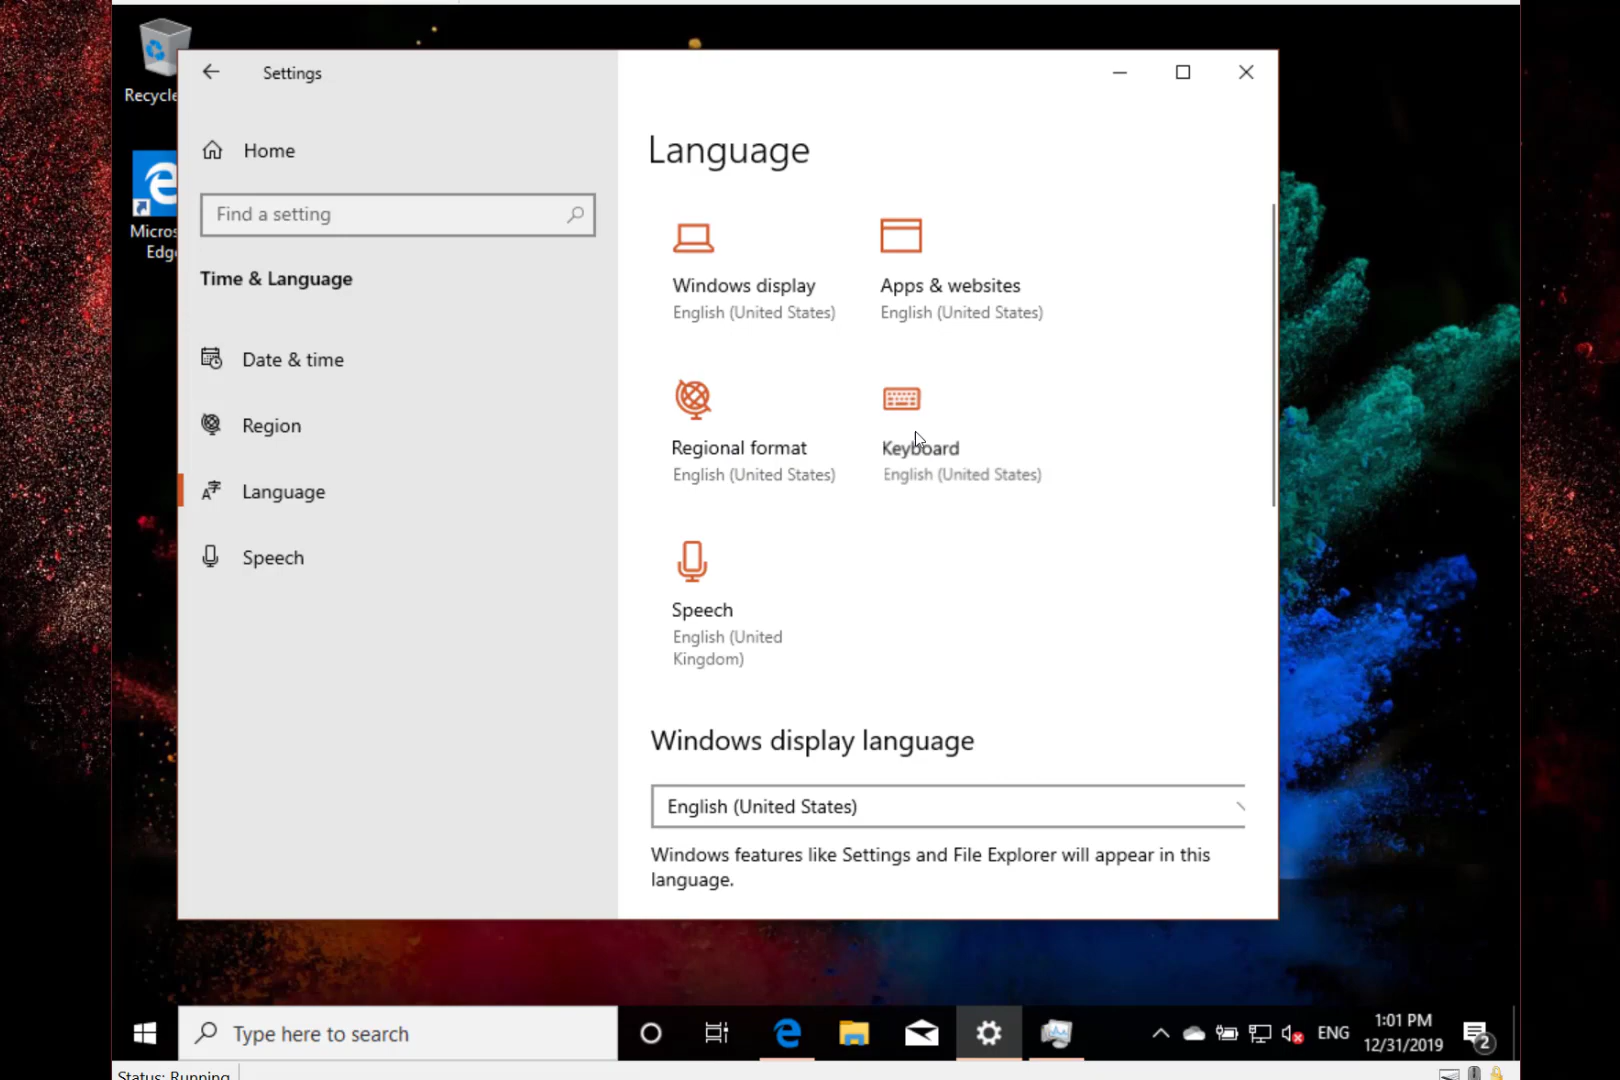 Recycle
Micros
Edge
Settings
Home
Find a setting
Time & Language
Date & time
Region
Language
Speech
Language
Windows display
English (United States)
Apps & websites
English (United States)
Regional format
English (United States)
Keyboard
English (United States)
Speech
English (United
Kingdom)
Windows display language
English (United States)
Windows features like Settings and File Explorer will appear in this
language.
Type here to search
ENG
1:01 PM
12/31/2019
2
Status: Running